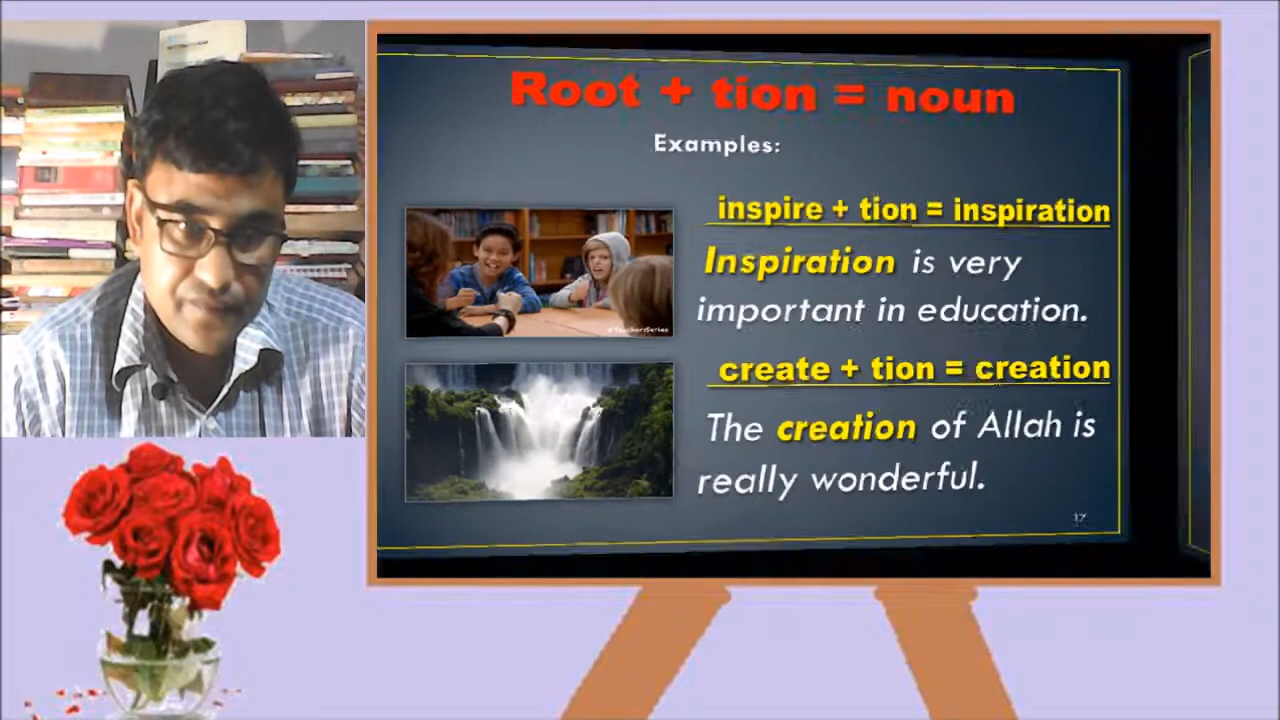 Root + tion = noun
Examples:
inspire + tion = inspiration
Inspiration is very
important in education.
create + tion = creation
The creation of Allah is
really wonderful.
17